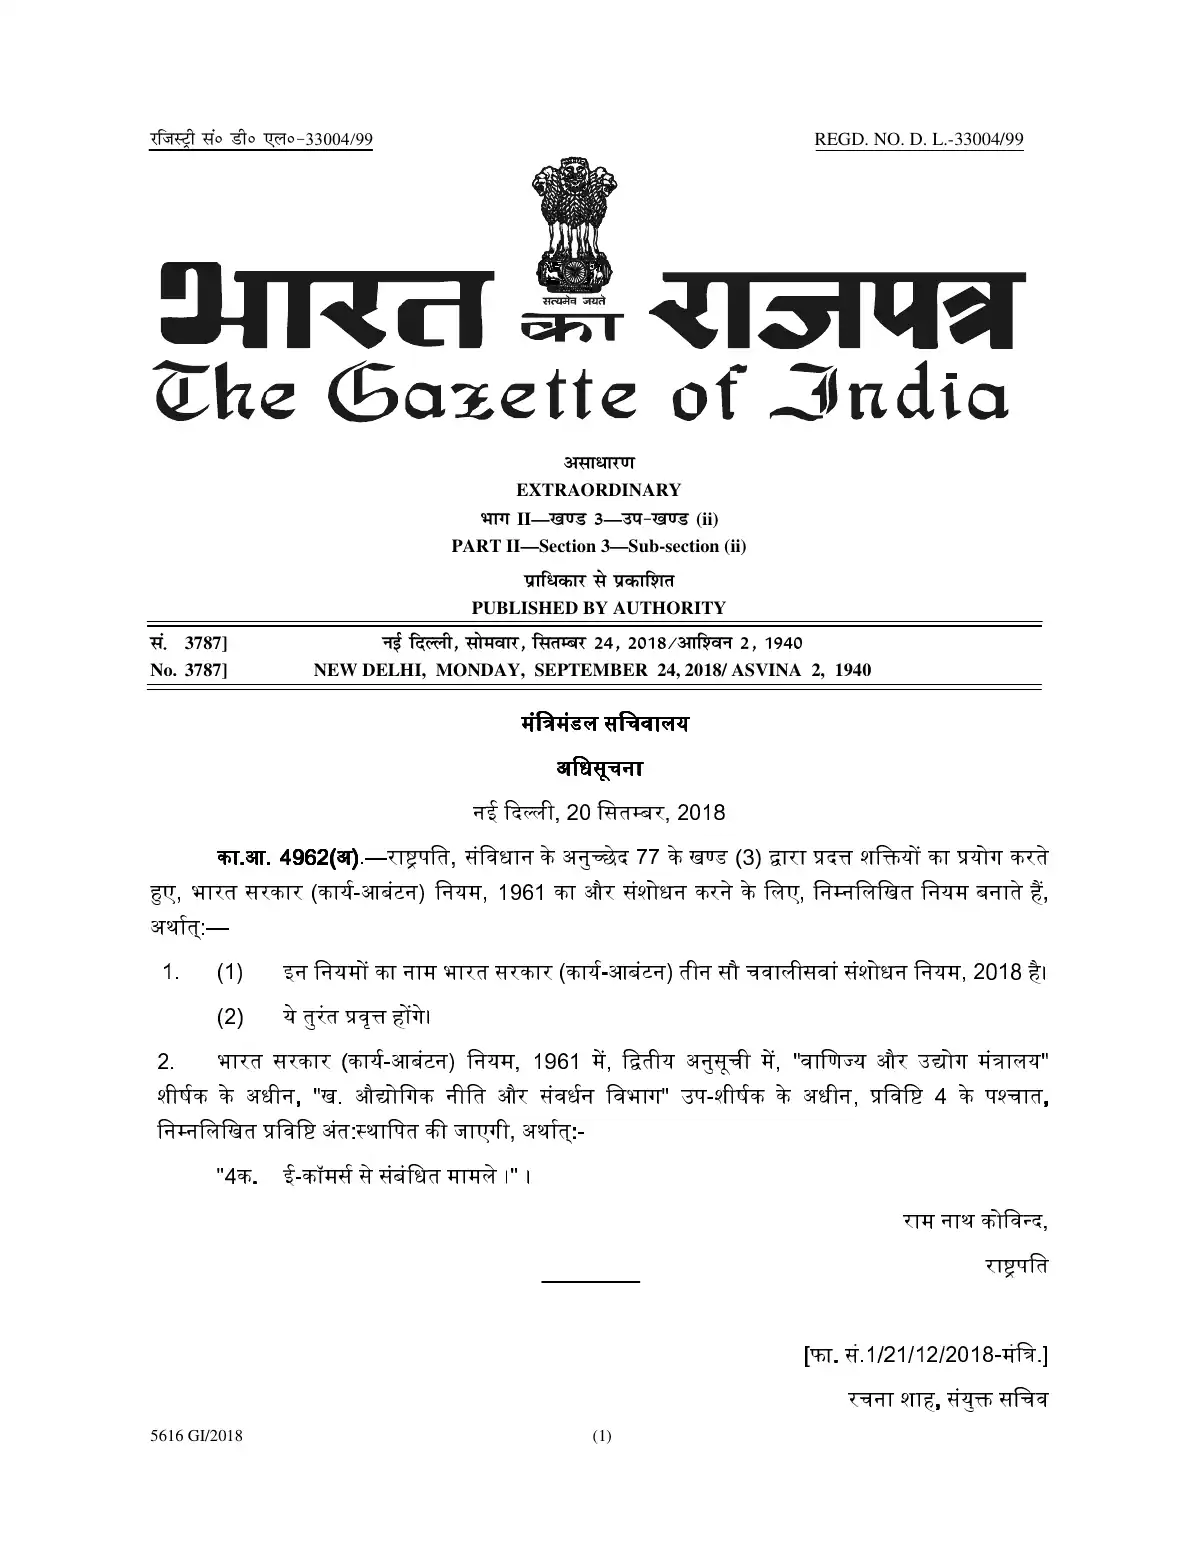 रजिस्ट्री सं० डी० एल०-33004/99
REGD. NO. D. L.-33004/99
सत्यमेव जयते
भारत का राजपत्र
The Gazette of India
असाधारण
EXTRAORDINARY
भाग II—खण्ड 3—उप-खण्ड (ii)
PART II—Section 3—Sub-section (ii)
प्राधिकार से प्रकाशित
PUBLISHED BY AUTHORITY
सं. 3787] नई दिल्ली, सोमवार, सितम्बर 24, 2018/आश्विन 2, 1940
No. 3787] NEW DELHI, MONDAY, SEPTEMBER 24, 2018/ ASVINA 2, 1940
मंत्रिमंडल सचिवालय
अधिसूचना
नई दिल्ली, 20 सितम्बर, 2018
का.आ. 4962(अ).—राष्ट्रपति, संविधान के अनुच्छेद 77 के खण्ड (3) द्वारा प्रदत्त शक्तियों का प्रयोग करते
हुए, भारत सरकार (कार्य-आबंटन) नियम, 1961 का और संशोधन करने के लिए, निम्नलिखित नियम बनाते हैं,
अर्थात्:—
1. (1) इन नियमों का नाम भारत सरकार (कार्य-आबंटन) तीन सौ चवालीसवां संशोधन नियम, 2018 है।
(2) ये तुरंत प्रवृत्त होंगे।
2. भारत सरकार (कार्य-आबंटन) नियम, 1961 में, द्वितीय अनुसूची में, "वाणिज्य और उद्योग मंत्रालय"
शीर्षक के अधीन, "ख. औद्योगिक नीति और संवर्धन विभाग" उप-शीर्षक के अधीन, प्रविष्टि 4 के पश्चात,
निम्नलिखित प्रविष्टि अंत:स्थापित की जाएगी, अर्थात्:-
"4क. ई-कॉमर्स से संबंधित मामले ।" ।
राम नाथ कोविन्द,
राष्ट्रपति
[फा. सं.1/21/12/2018-मंत्रि.]
रचना शाह, संयुक्त सचिव
5616 GI/2018 (1)